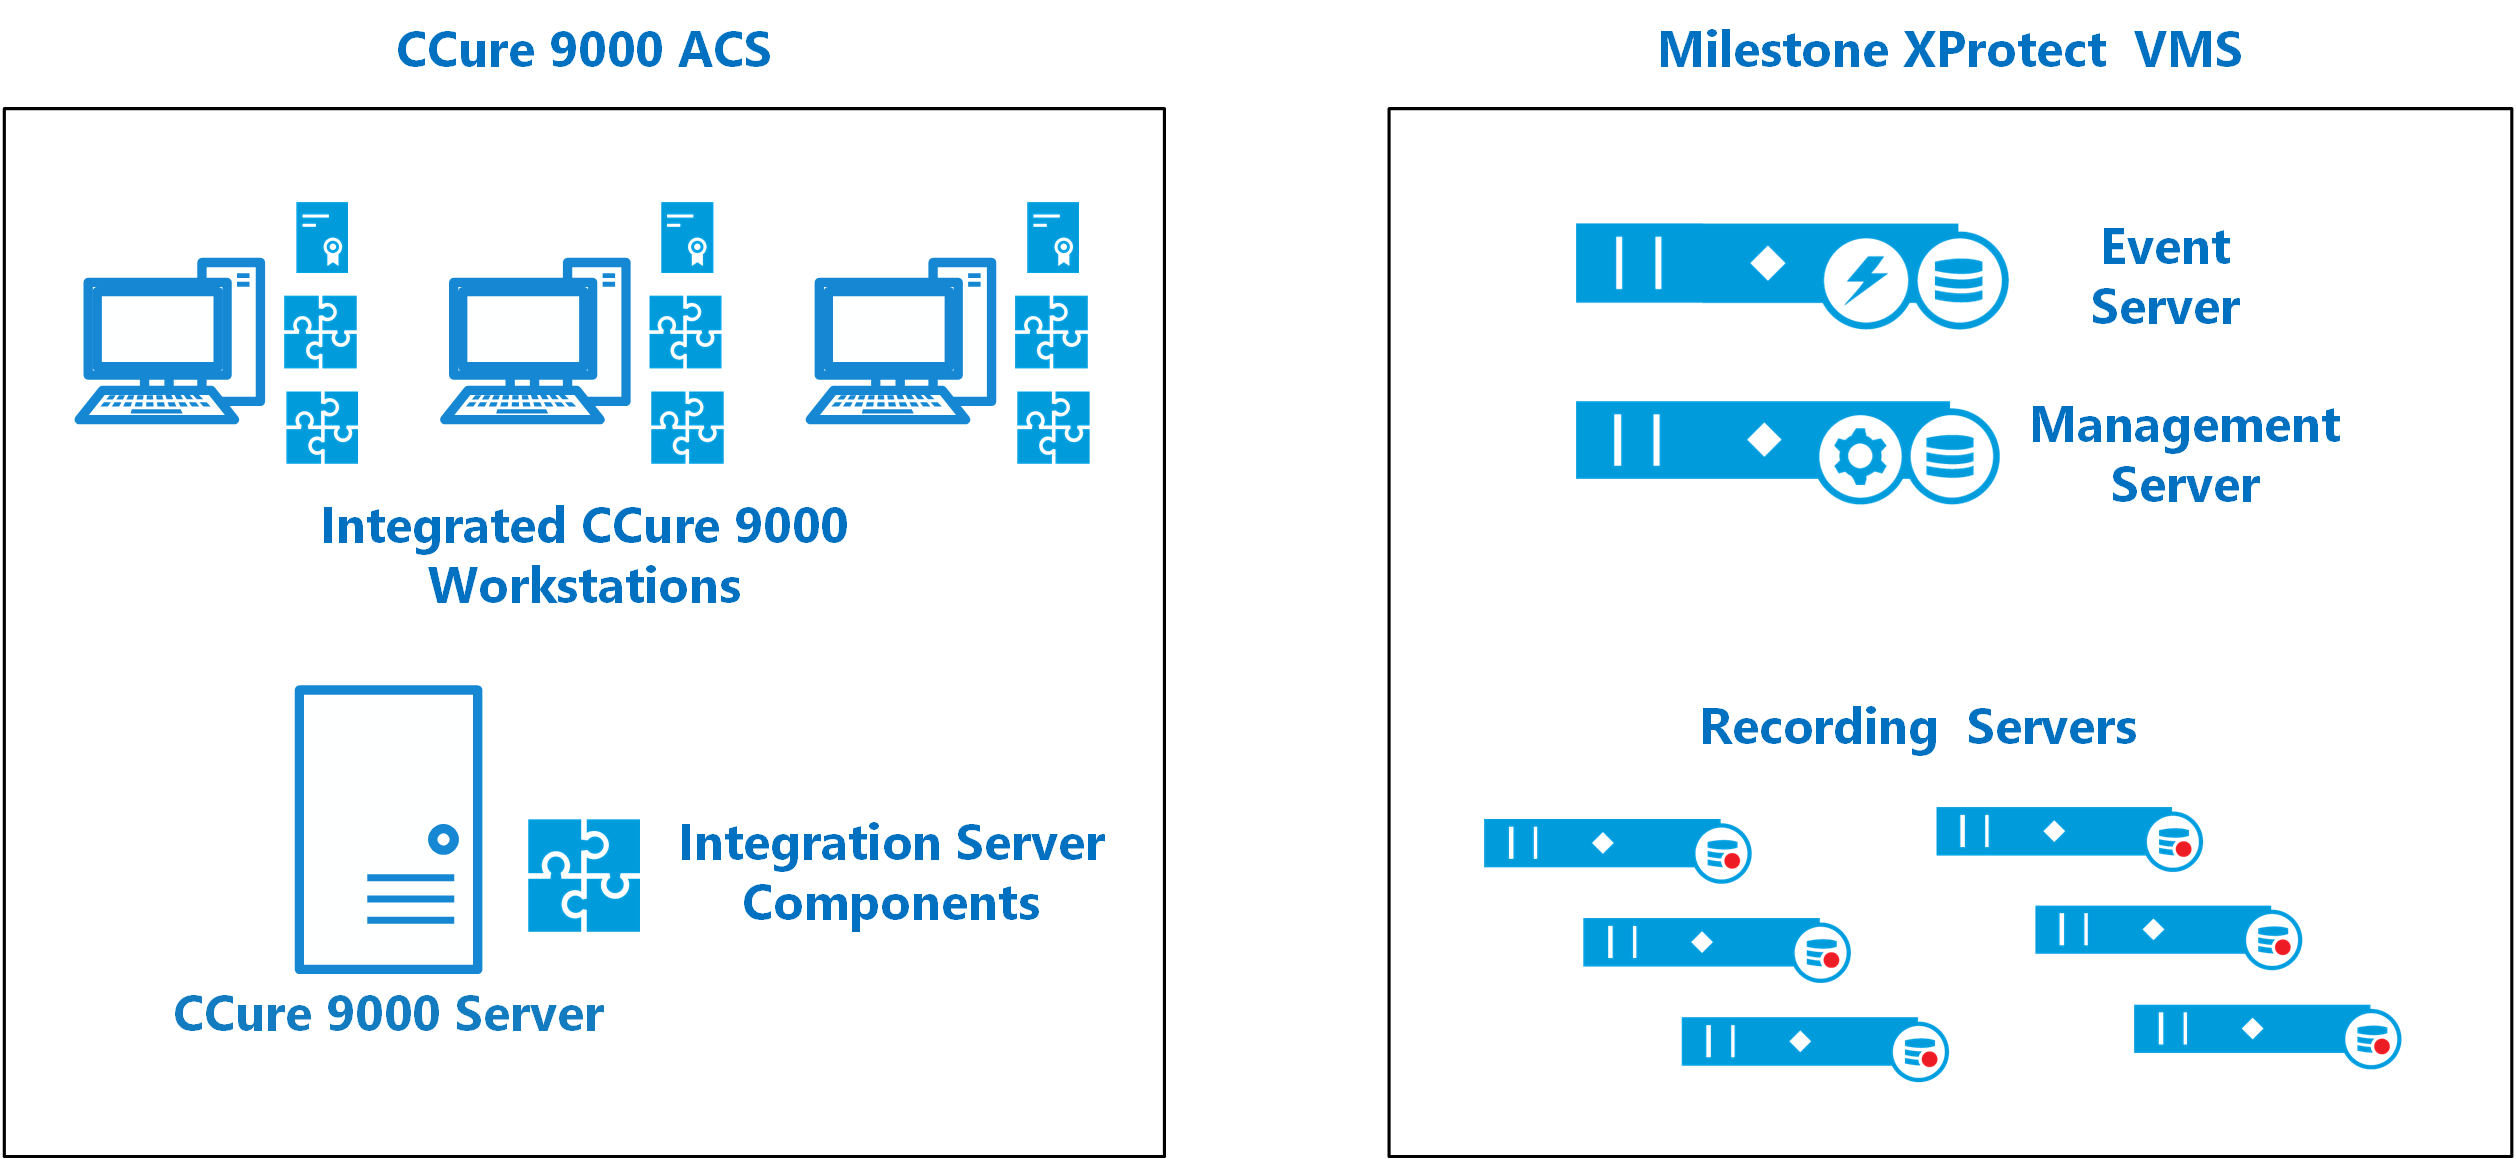 CCure 9000 ACS
Integrated CCure 9000
Workstations
Integration Server
Components
CCure 9000 Server
Milestone XProtect  VMS
Event
Server
Management
Server
Recording  Servers